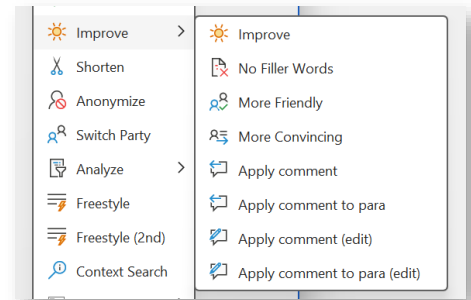 Improve
Shorten
Anonymize
Switch Party
Analyze
Freestyle
Freestyle (2nd)
Context Search
Improve
No Filler Words
More Friendly
More Convincing
Apply comment
Apply comment to para
Apply comment (edit)
Apply comment to para (edit)